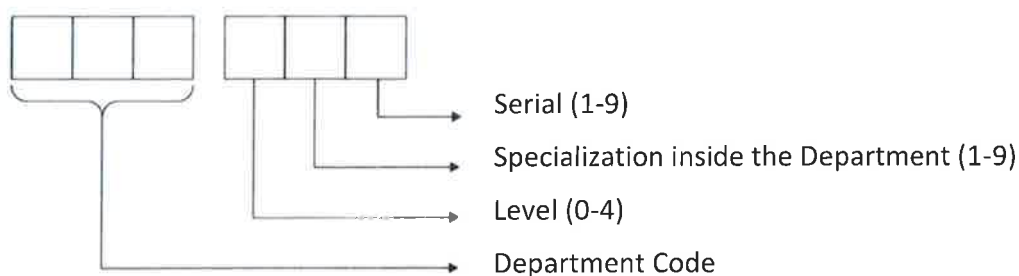 Serial (1-9)
Specialization inside the Department (1-9)
Level (0-4)
Department Code